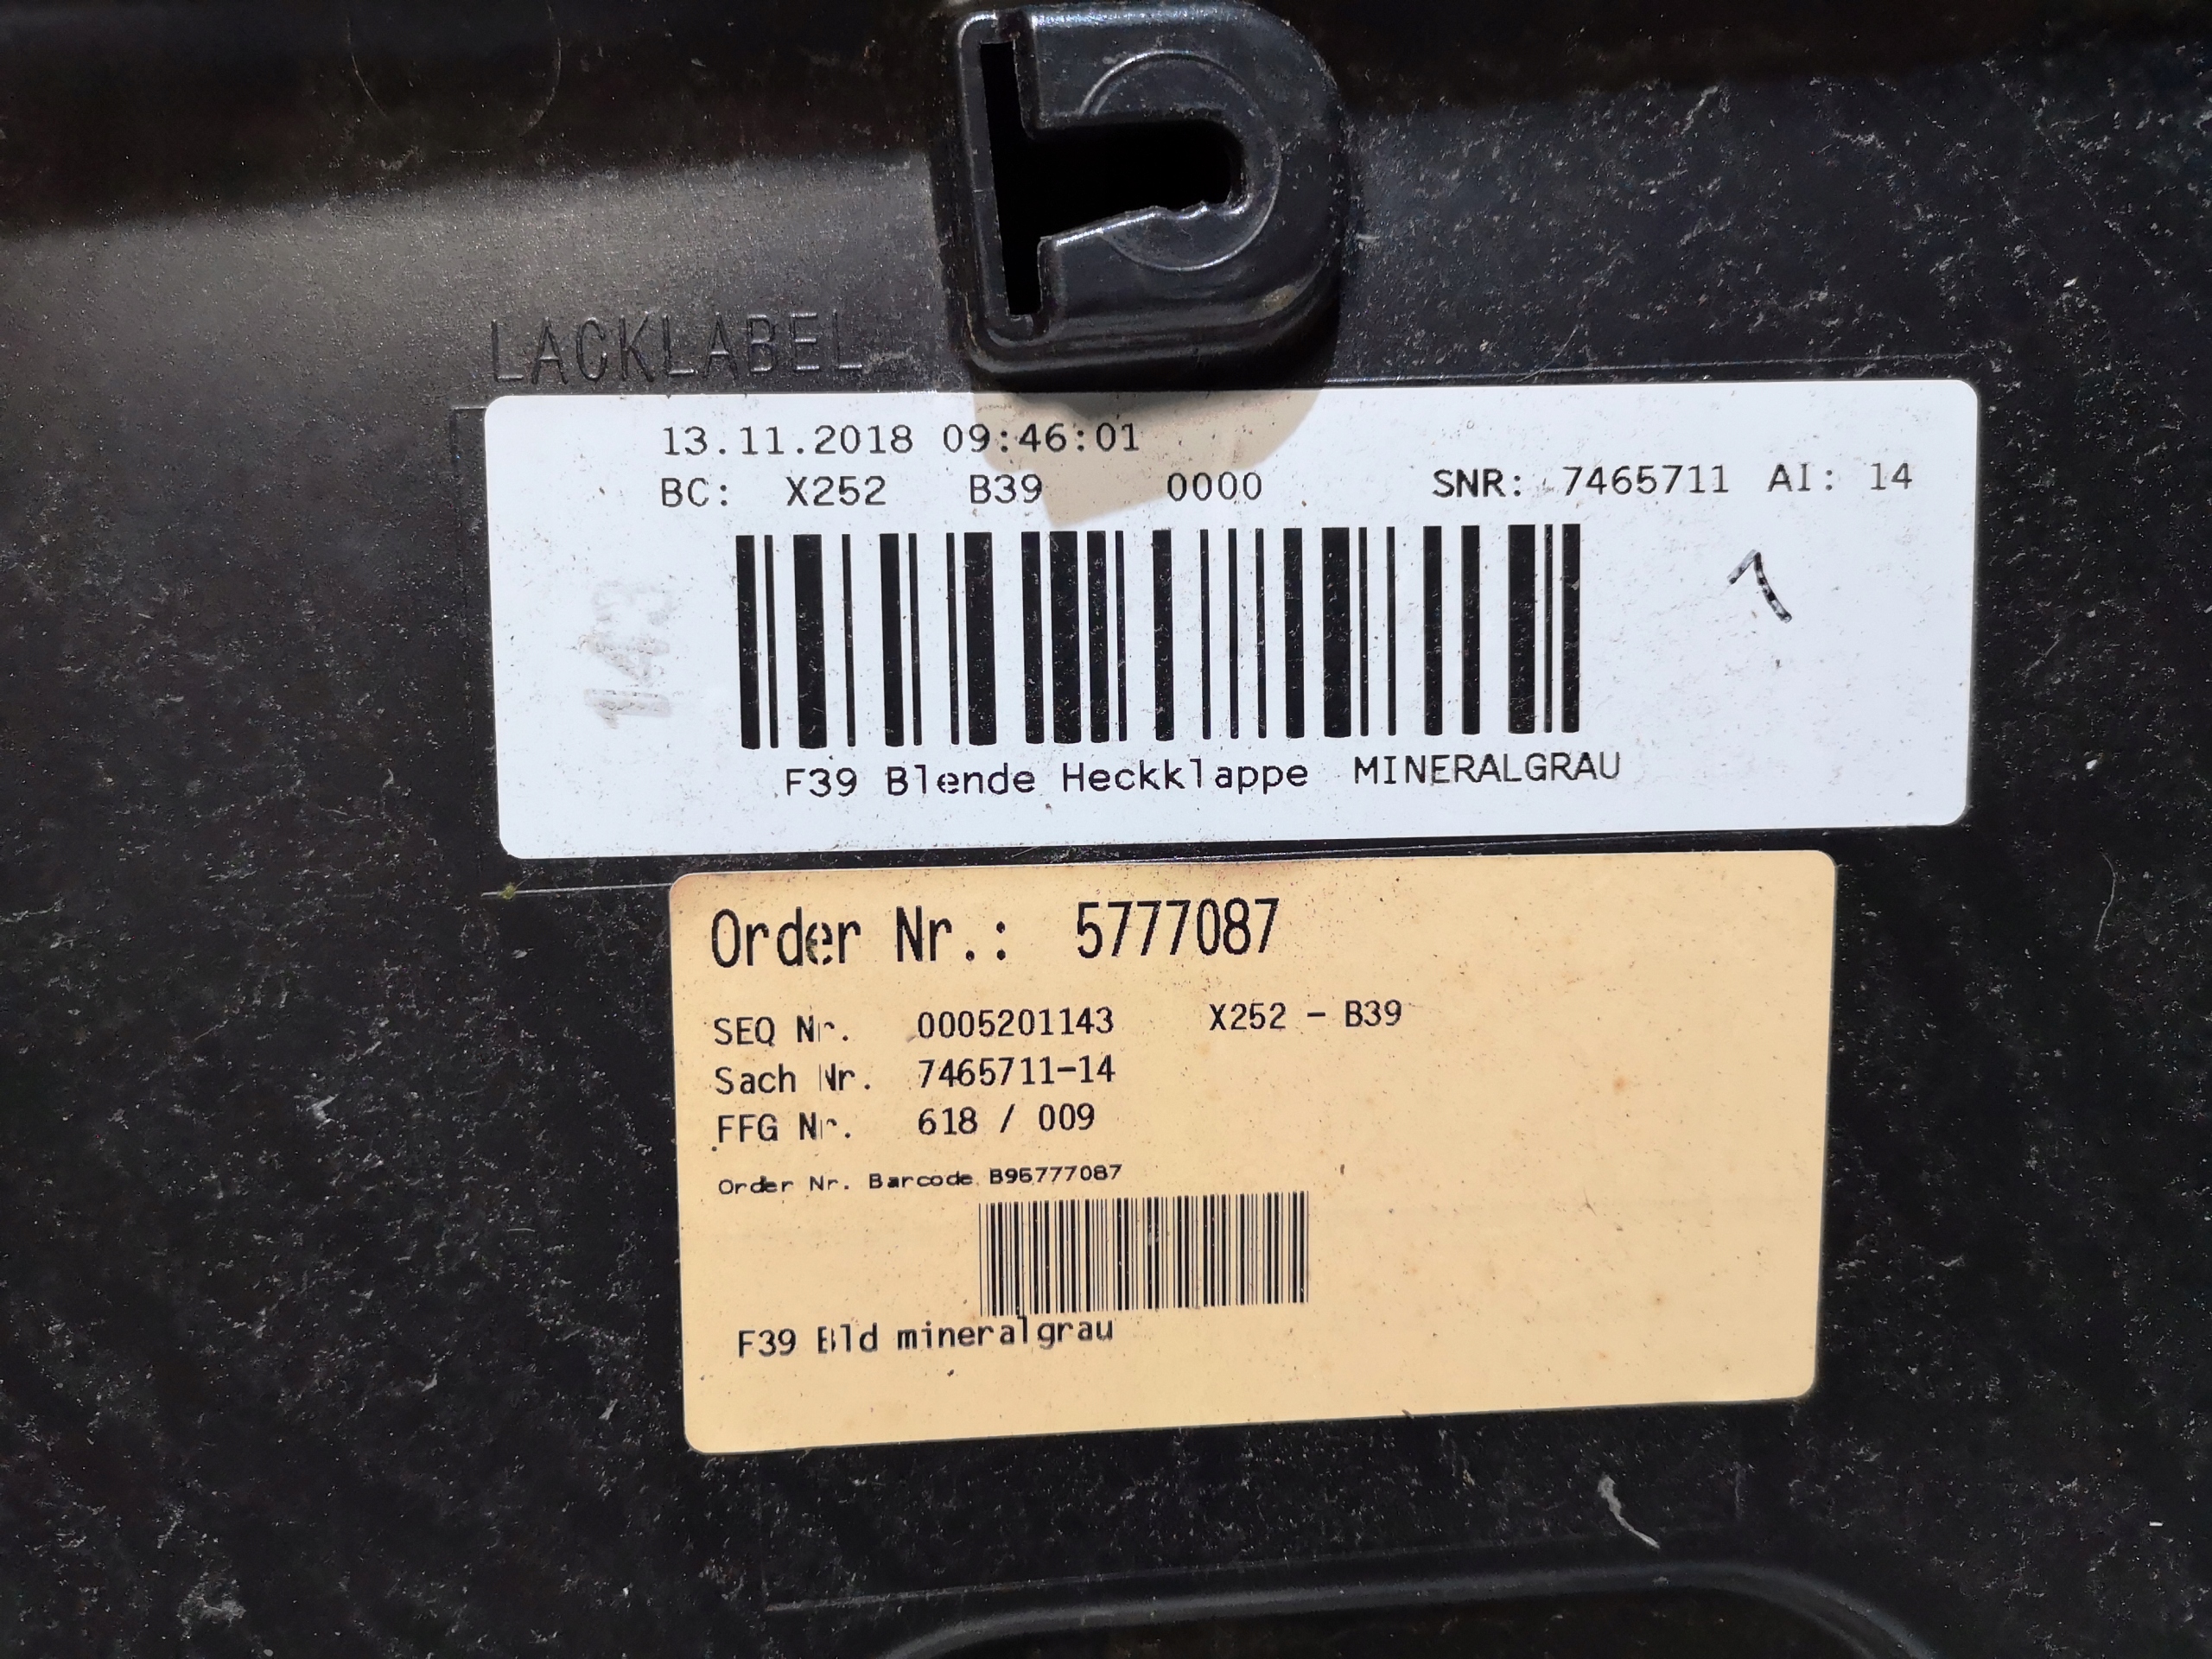 LACKLABEL
13.11.2018 09:46:01
BC: X252 B39 0000 SNR: 7465711 AI: 14
143
F39 Blende Heckklappe MINERALGRAU
Order Nr.: 5777087
SEQ Nr. 0005201143 X252 - B39
Sach Nr. 7465711-14
FFG Nr. 618 / 009
Order Nr. Barcode B95777087
F39 Bld mineralgrau